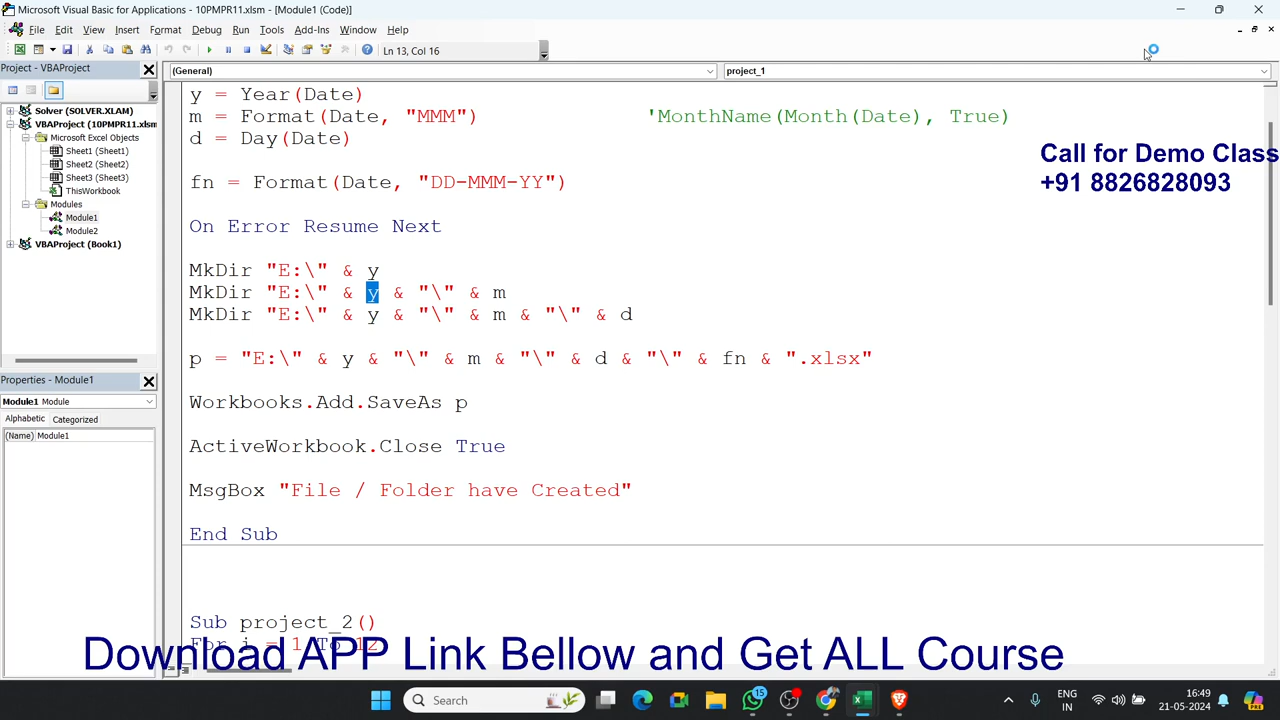 Microsoft Visual Basic for Applications - 10PMPR11.xlsm - [Module1 (Code)]
File Edit View Insert Format Debug Run Tools Add-Ins Window Help
Ln 13, Col 16
Project - VBAProject
(General)
project_1
Solver (SOLVER.XLAM)
VBAProject (10PMPR11.xlsm
Microsoft Excel Objects
Sheet1 (Sheet1)
Sheet2 (Sheet2)
Sheet3 (Sheet3)
ThisWorkbook
Modules
Module1
Module2
VBAProject (Book1)
Properties - Module1
Module1 Module
Alphabetic Categorized
(Name) Module1
y = Year(Date)
m = Format(Date, "MMM") 'MonthName(Month(Date), True)
d = Day(Date)
fn = Format(Date, "DD-MMM-YY")
On Error Resume Next
MkDir "E:\" & y
MkDir "E:\" & y & "\" & m
MkDir "E:\" & y & "\" & m & "\" & d
p = "E:\" & y & "\" & m & "\" & d & "\" & fn & ".xlsx"
Workbooks.Add.SaveAs p
ActiveWorkbook.Close True
MsgBox "File / Folder have Created"
End Sub
Sub project_2()
For i = 1 To 12
Call for Demo Class
+91 8826828093
Download APP Link Bellow and Get ALL Course
Search
15
ENG
IN
16:49
21-05-2024